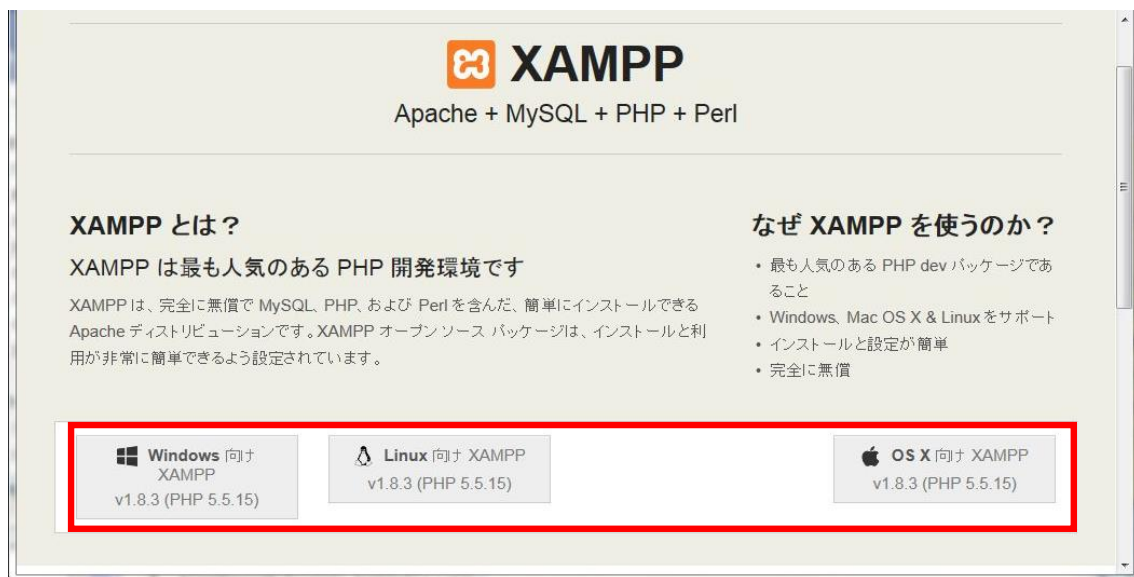 XAMPP
Apache + MySQL + PHP + Perl
XAMPP とは？
XAMPP は最も人気のある PHP 開発環境です
XAMPP は、完全に無償で MySQL、PHP、および Perl を含んだ、簡単にインストールできる
Apache ディストリビューションです。XAMPP オープン ソース パッケージは、インストールと利
用が非常に簡単できるよう設定されています。
なぜ XAMPP を使うのか？
• 最も人気のある PHP dev パッケージであ
ること
• Windows、Mac OS X & Linux をサポート
• インストールと設定が簡単
• 完全に無償
Windows 向け
XAMPP
v1.8.3 (PHP 5.5.15)
Linux 向け XAMPP
v1.8.3 (PHP 5.5.15)
OS X 向け XAMPP
v1.8.3 (PHP 5.5.15)